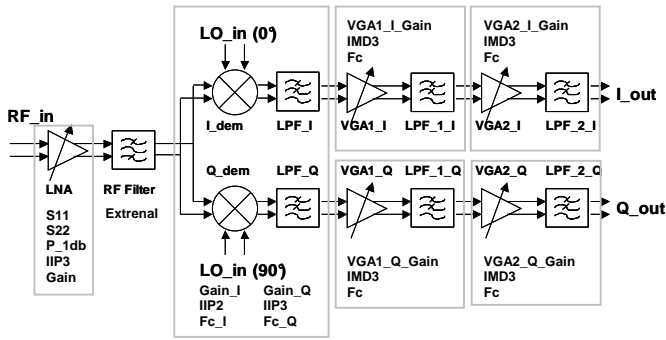 LO_in (0°)
VGA1_I_Gain
IMD3
Fc
VGA2_I_Gain
IMD3
Fc
RF_in
I_dem
LPF_I
VGA1_I
LPF_1_I
VGA2_I
LPF_2_I
I_out
LNA
RF Filter
Extrenal
Q_dem
LPF_Q
VGA1_Q
LPF_1_Q
VGA2_Q
LPF_2_Q
Q_out
S11
S22
P_1db
IIP3
Gain
LO_in (90°)
Gain_I
IIP2
Fc_I
Gain_Q
IIP3
Fc_Q
VGA1_Q_Gain
IMD3
Fc
VGA2_Q_Gain
IMD3
Fc